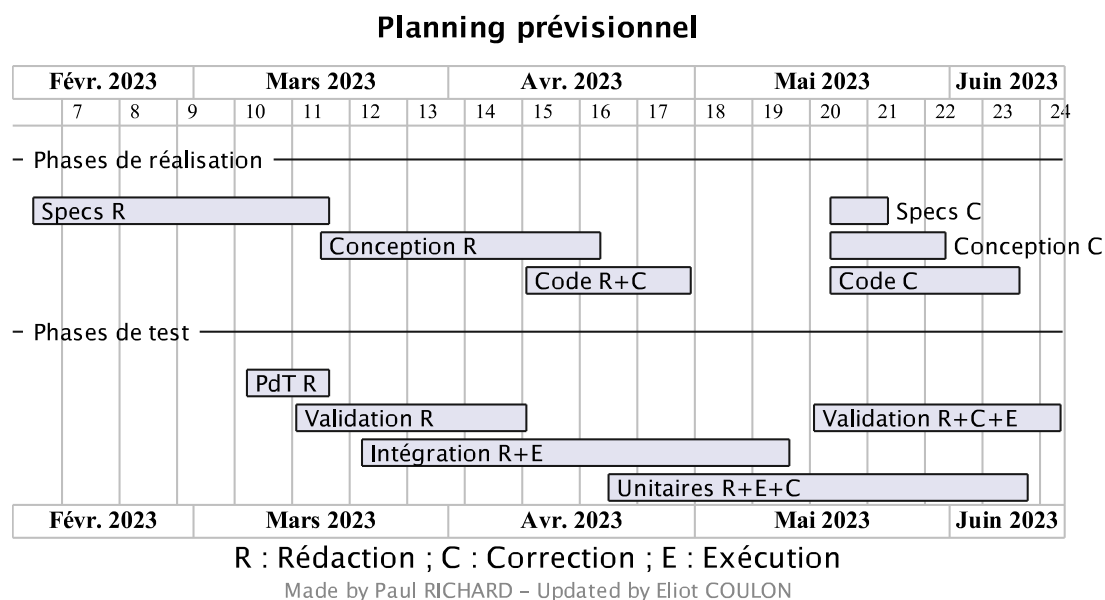 Planning prévisionnel
Févr. 2023 Mars 2023 Avr. 2023 Mai 2023 Juin 2023
7 8 9 10 11 12 13 14 15 16 17 18 19 20 21 22 23 24
Phases de réalisation
Specs R Specs C
Conception R Conception C
Code R+C Code C
Phases de test
PdT R
Validation R Validation R+C+E
Intégration R+E
Unitaires R+E+C
Févr. 2023 Mars 2023 Avr. 2023 Mai 2023 Juin 2023
R : Rédaction ; C : Correction ; E : Exécution
Made by Paul RICHARD – Updated by Eliot COULON